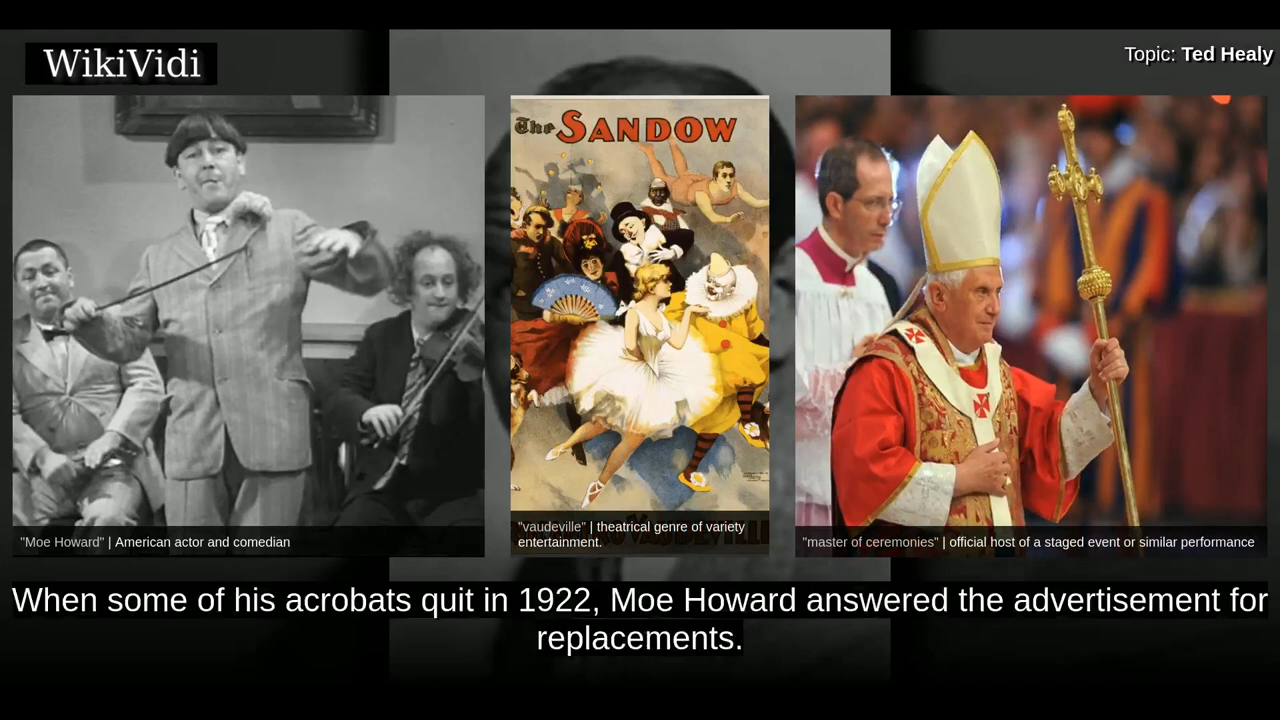 WikiVidi
Topic: Ted Healy
The SANDOW
"Moe Howard" | American actor and comedian
"vaudeville" | theatrical genre of variety
entertainment.
"master of ceremonies" | official host of a staged event or similar performance
When some of his acrobats quit in 1922, Moe Howard answered the advertisement for
replacements.